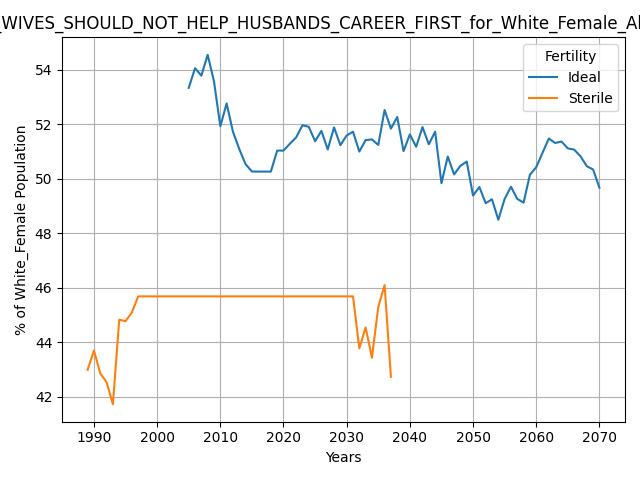 _WIVES_SHOULD_NOT_HELP_HUSBANDS_CAREER_FIRST_for_White_Female_Al
Fertility
Ideal
Sterile
% of White_Female Population
54
52
50
48
46
44
42
1990 2000 2010 2020 2030 2040 2050 2060 2070
Years